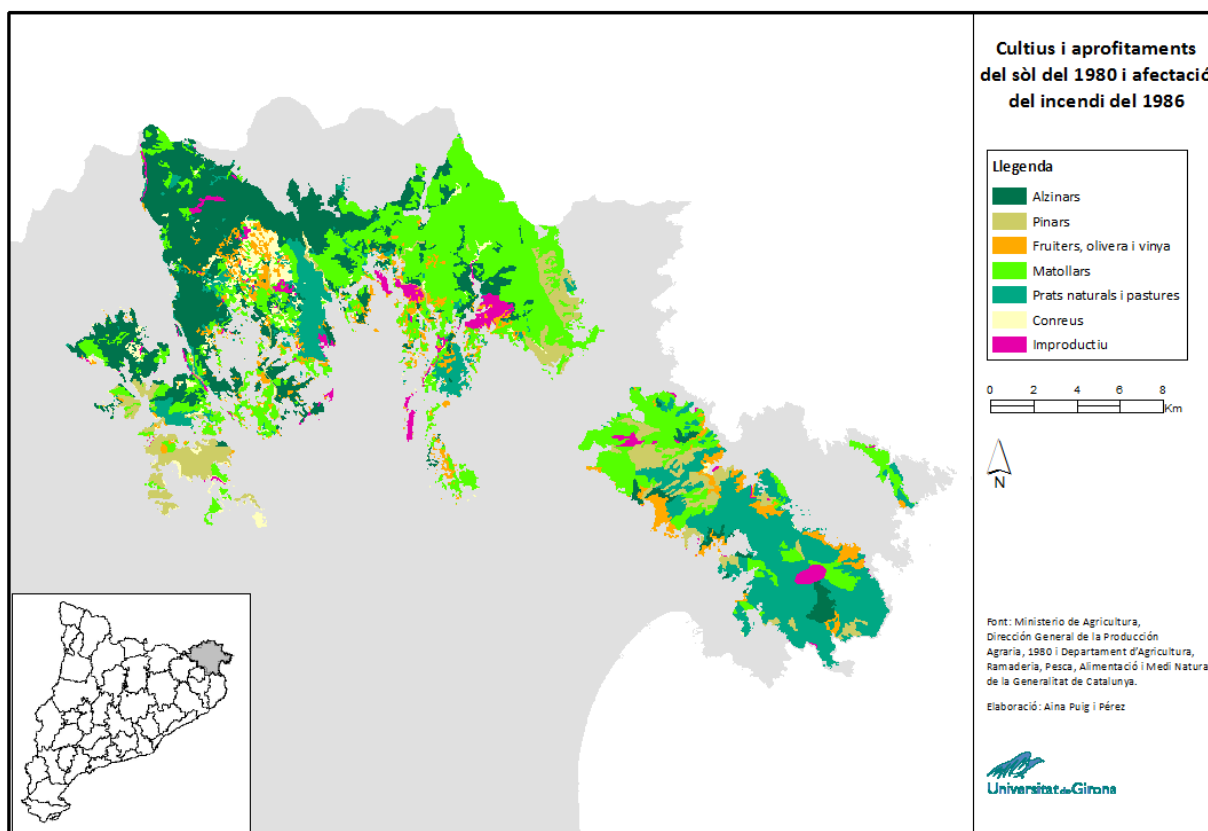 Cultius i aprofitaments
del sòl del 1980 i afectació
del incendi del 1986
Llegenda
Alzinars
Pinars
Fruiters, olivera i vinya
Matollars
Prats naturals i pastures
Conreus
Improductiu
0 2 4 6 8
Km
N
Font: Ministerio de Agricultura,
Dirección General de la Producción
Agraria, 1980 i Departament d'Agricultura,
Ramaderia, Pesca, Alimentació i Medi Natura
de la Generalitat de Catalunya.
Elaboració: Aina Puig i Pérez
Universitat de Girona